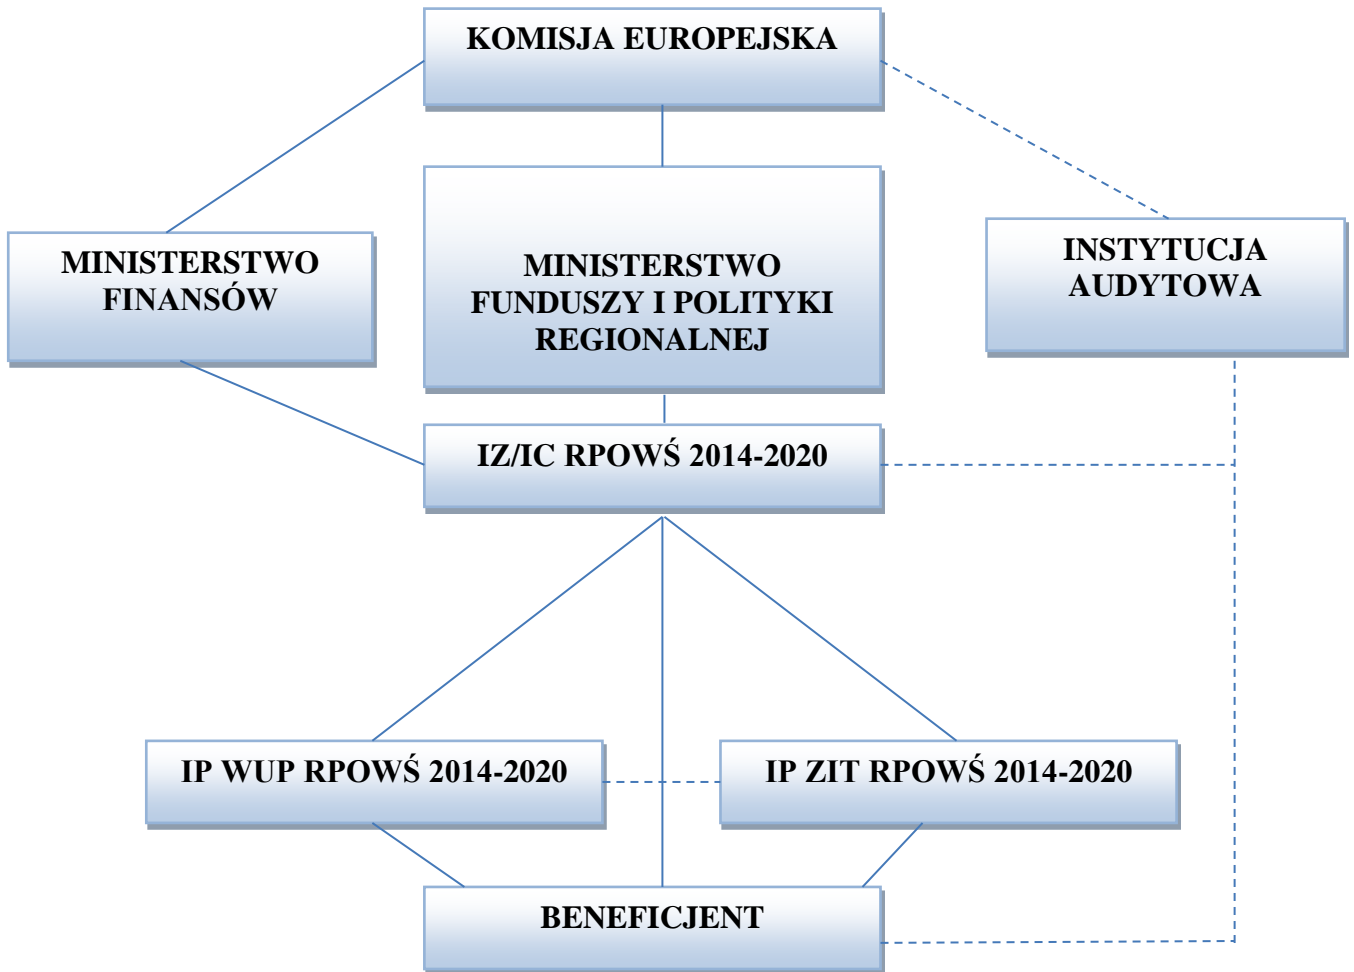 KOMISJA EUROPEJSKA
MINISTERSTWO
FINANSÓW
MINISTERSTWO
FUNDUSZY I POLITYKI
REGIONALNEJ
INSTYTUCJA
AUDYTOWA
IZ/IC RPOWŚ 2014-2020
IP WUP RPOWŚ 2014-2020
IP ZIT RPOWŚ 2014-2020
BENEFICJENT